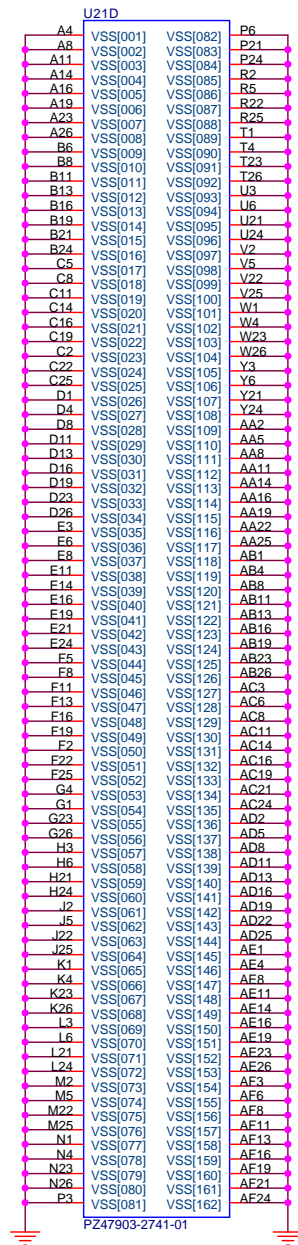 U21D
A4 VSS[001] VSS[082] P6
A8 VSS[002] VSS[083] P21
A11 VSS[003] VSS[084] P24
A14 VSS[004] VSS[085] R2
A16 VSS[005] VSS[086] R5
A19 VSS[006] VSS[087] R22
A23 VSS[007] VSS[088] R25
A26 VSS[008] VSS[089] T1
B6 VSS[009] VSS[090] T4
B8 VSS[010] VSS[091] T23
B11 VSS[011] VSS[092] T26
B13 VSS[012] VSS[093] U3
B16 VSS[013] VSS[094] U6
B19 VSS[014] VSS[095] U21
B21 VSS[015] VSS[096] U24
B24 VSS[016] VSS[097] V2
C5 VSS[017] VSS[098] V5
C8 VSS[018] VSS[099] V22
C11 VSS[019] VSS[100] V25
C14 VSS[020] VSS[101] W1
C16 VSS[021] VSS[102] W4
C19 VSS[022] VSS[103] W23
C2 VSS[023] VSS[104] W26
C22 VSS[024] VSS[105] Y3
C25 VSS[025] VSS[106] Y6
D1 VSS[026] VSS[107] Y21
D4 VSS[027] VSS[108] Y24
D8 VSS[028] VSS[109] AA2
D11 VSS[029] VSS[110] AA5
D13 VSS[030] VSS[111] AA8
D16 VSS[031] VSS[112] AA11
D19 VSS[032] VSS[113] AA14
D23 VSS[033] VSS[114] AA16
D26 VSS[034] VSS[115] AA19
E3 VSS[035] VSS[116] AA22
E6 VSS[036] VSS[117] AA25
E8 VSS[037] VSS[118] AB1
E11 VSS[038] VSS[119] AB4
E14 VSS[039] VSS[120] AB8
E16 VSS[040] VSS[121] AB11
E19 VSS[041] VSS[122] AB13
E21 VSS[042] VSS[123] AB16
E24 VSS[043] VSS[124] AB19
F5 VSS[044] VSS[125] AB23
F8 VSS[045] VSS[126] AB26
F11 VSS[046] VSS[127] AC3
F13 VSS[047] VSS[128] AC6
F16 VSS[048] VSS[129] AC8
F19 VSS[049] VSS[130] AC11
F2 VSS[050] VSS[131] AC14
F22 VSS[051] VSS[132] AC16
F25 VSS[052] VSS[133] AC19
G4 VSS[053] VSS[134] AC21
G1 VSS[054] VSS[135] AC24
G23 VSS[055] VSS[136] AD2
G26 VSS[056] VSS[137] AD5
H3 VSS[057] VSS[138] AD8
H6 VSS[058] VSS[139] AD11
H21 VSS[059] VSS[140] AD13
H24 VSS[060] VSS[141] AD16
J2 VSS[061] VSS[142] AD19
J5 VSS[062] VSS[143] AD22
J22 VSS[063] VSS[144] AD25
J25 VSS[064] VSS[145] AE1
K1 VSS[065] VSS[146] AE4
K4 VSS[066] VSS[147] AE8
K23 VSS[067] VSS[148] AE11
K26 VSS[068] VSS[149] AE14
L3 VSS[069] VSS[150] AE16
L6 VSS[070] VSS[151] AE19
L21 VSS[071] VSS[152] AE23
L24 VSS[072] VSS[153] AE26
M2 VSS[073] VSS[154] AF3
M5 VSS[074] VSS[155] AF6
M22 VSS[075] VSS[156] AF8
M25 VSS[076] VSS[157] AF11
N1 VSS[077] VSS[158] AF13
N4 VSS[078] VSS[159] AF16
N23 VSS[079] VSS[160] AF19
N26 VSS[080] VSS[161] AF21
P3 VSS[081] VSS[162] AF24
PZ47903-2741-01